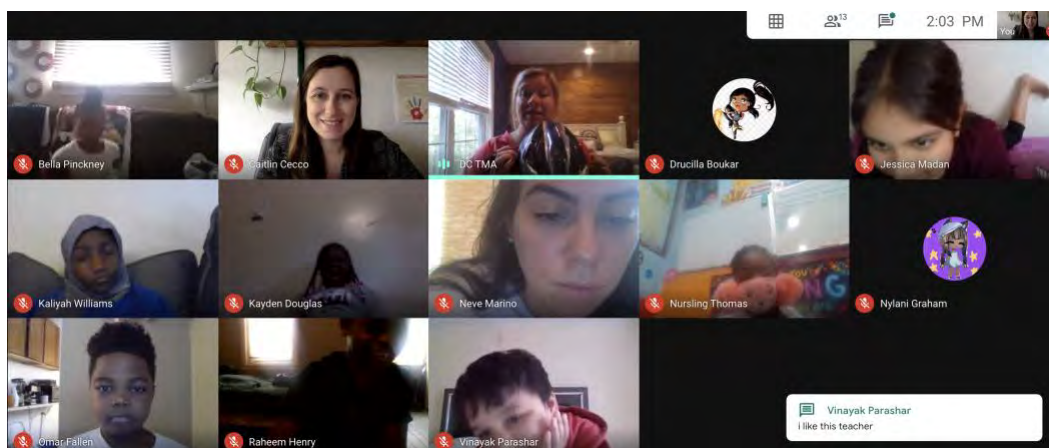 13
2:03 PM
You
Bella Pinckney
Caitlin Cecco
DC TMA
Drucilla Boukar
Jessica Madan
Kaliyah Williams
Kayden Douglas
Neve Marino
Nursling Thomas
Nylani Graham
Omar Fallen
Raheem Henry
Vinayak Parashar
Vinayak Parashar
i like this teacher